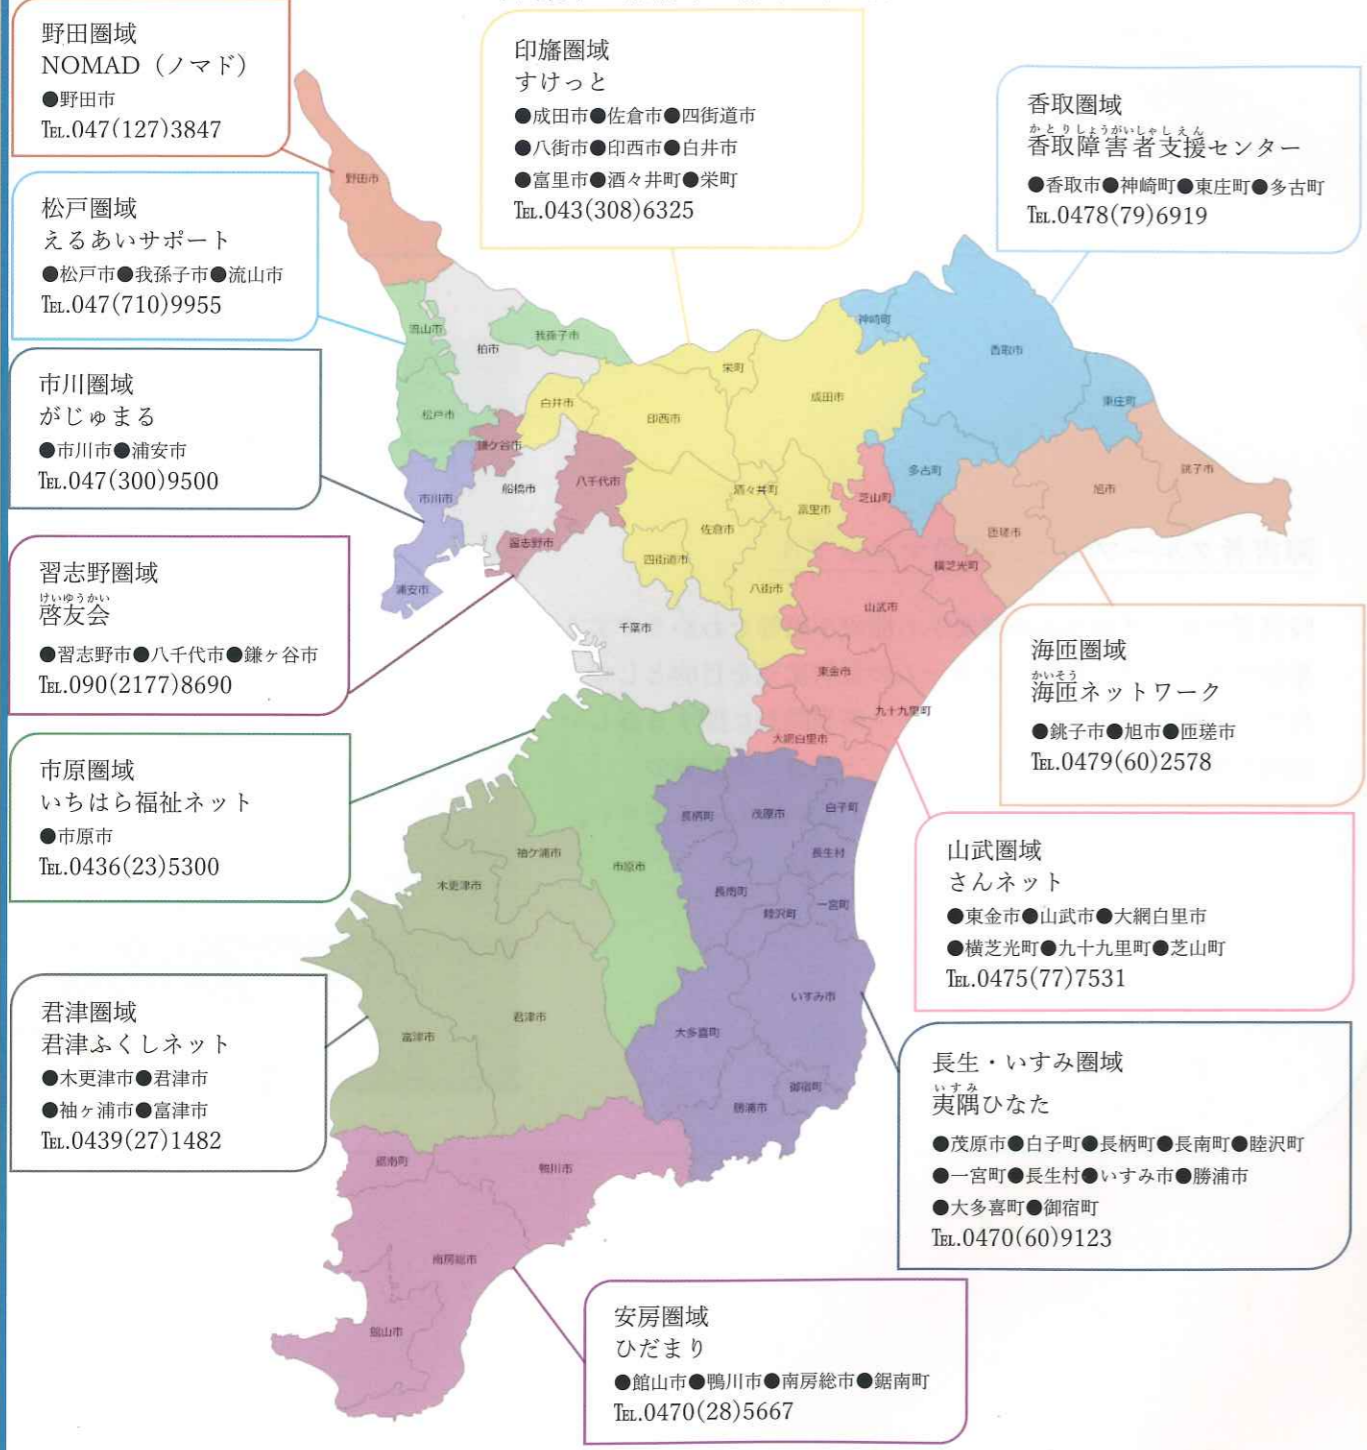 野田圏域
NOMAD（ノマド）
●野田市
℡.047(127)3847
松戸圏域
えるあいサポート
●松戸市●我孫子市●流山市
℡.047(710)9955
市川圏域
がじゅまる
●市川市●浦安市
℡.047(300)9500
習志野圏域
けいゆうかい
啓友会
●習志野市●八千代市●鎌ヶ谷市
℡.090(2177)8690
市原圏域
いちはら福祉ネット
●市原市
℡.0436(23)5300
君津圏域
君津ふくしネット
●木更津市●君津市
●袖ヶ浦市●富津市
℡.0439(27)1482
印旛圏域
すけっと
●成田市●佐倉市●四街道市
●八街市●印西市●白井市
●富里市●酒々井町●栄町
℡.043(308)6325
香取圏域
かとりしょうがいしゃしえん
香取障害者支援センター
●香取市●神崎町●東庄町●多古町
℡.0478(79)6919
海匝圏域
かいそう
海匝ネットワーク
●銚子市●旭市●匝瑳市
℡.0479(60)2578
山武圏域
さんネット
●東金市●山武市●大網白里市
●横芝光町●九十九里町●芝山町
℡.0475(77)7531
長生・いすみ圏域
いすみ
夷隅ひなた
●茂原市●白子町●長柄町●長南町●睦沢町
●一宮町●長生村●いすみ市●勝浦市
●大多喜町●御宿町
℡.0470(60)9123
安房圏域
ひだまり
●館山市●鴨川市●南房総市●鋸南町
℡.0470(28)5667
野田市
流山市
柏市
我孫子市
松戸市
鎌ケ谷市
白井市
印西市
栄町
成田市
神崎町
香取市
東庄町
多古町
銚子市
旭市
匝瑳市
市川市
船橋市
八千代市
習志野市
浦安市
酒々井町
佐倉市
富里市
四街道市
八街市
芝山町
横芝光町
山武市
千葉市
東金市
九十九里町
大網白里市
長柄町
茂原市
白子町
長生村
袖ケ浦市
木更津市
市原市
長南町
睦沢町
一宮町
いすみ市
富津市
君津市
大多喜町
御宿町
勝浦市
鋸南町
鴨川市
南房総市
館山市